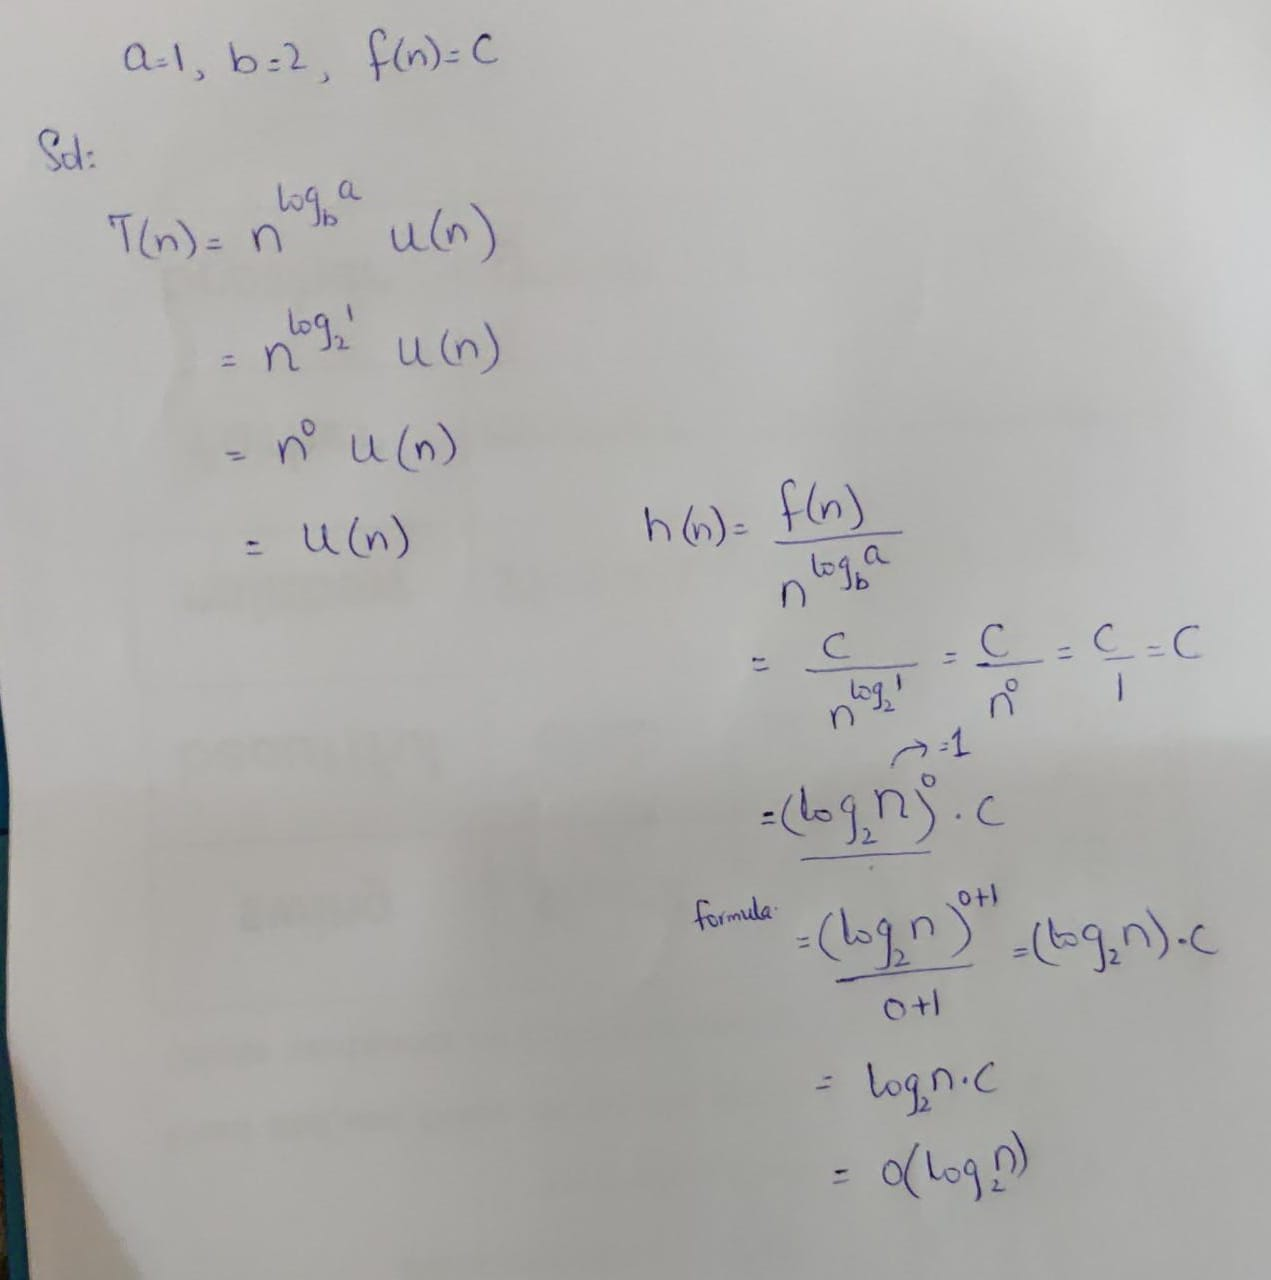 a=1, b=2, f(n)=C
Sol:
T(n)= n^log_b a u(n)
= n^log_2 1 u(n)
= n^0 u(n)
= u(n)
h(n)= f(n) / n^log_b a
= C / n^log_2 1 = C / n^0 = C / 1 = C
→=1
=(log_2 n)^0 . C
formula =(log_2 n)^0+1 / 0+1 =(log_2 n).C
= log_2 n.C
= O(log_2 n)